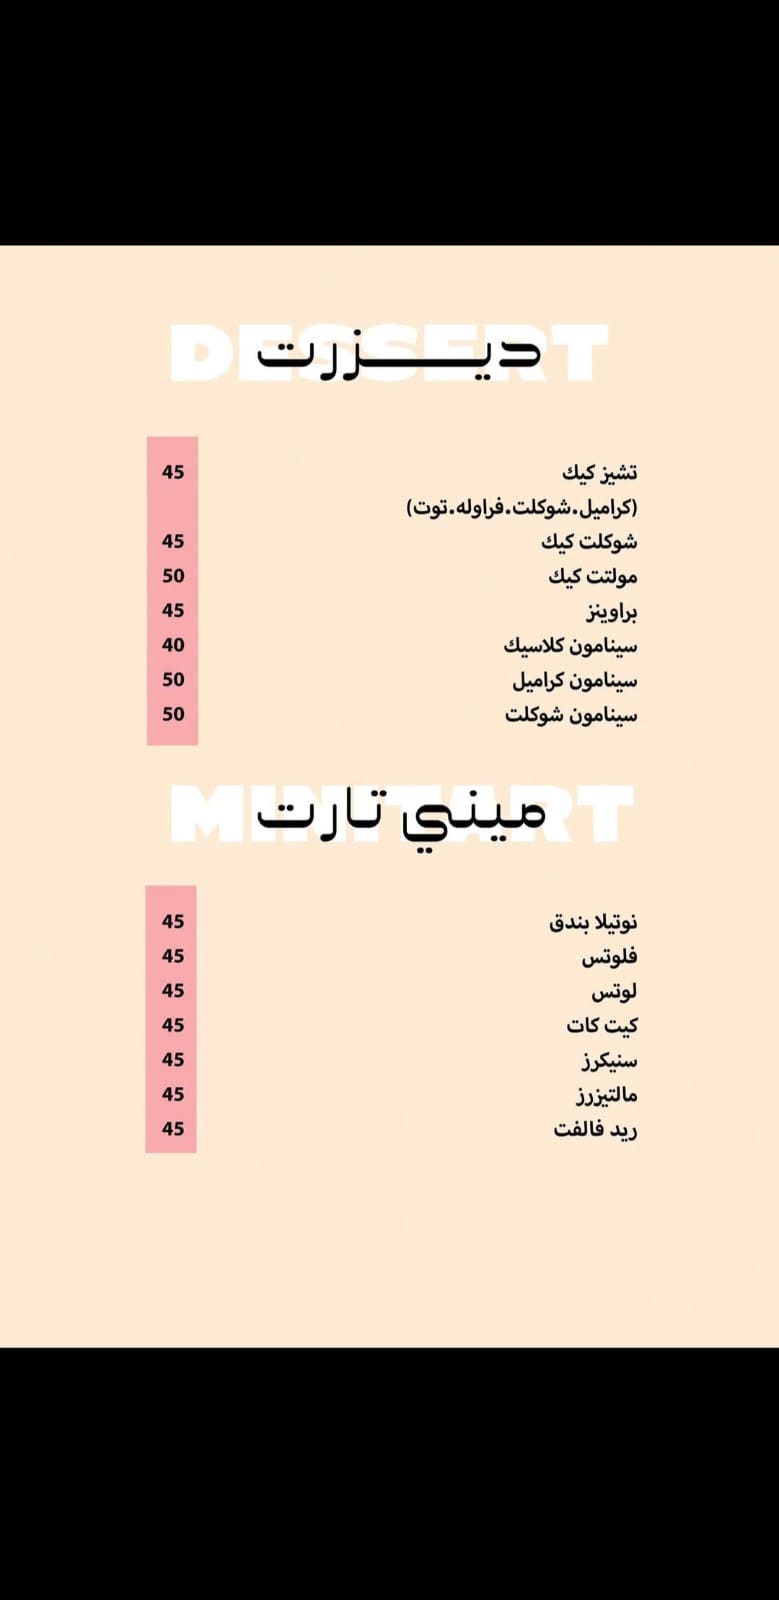 DESSERT
ديزرت
تشيز كيك 45
(كراميل.شوكلت.فراوله.توت)
شوكلت كيك 45
مولتت كيك 50
براوينز 45
سينامون كلاسيك 40
سينامون كراميل 50
سينامون شوكلت 50
MINI TART
ميني تارت
نوتيلا بندق 45
فلوتس 45
لوتس 45
كيت كات 45
سنيكرز 45
مالتيزرز 45
ريد فالفت 45